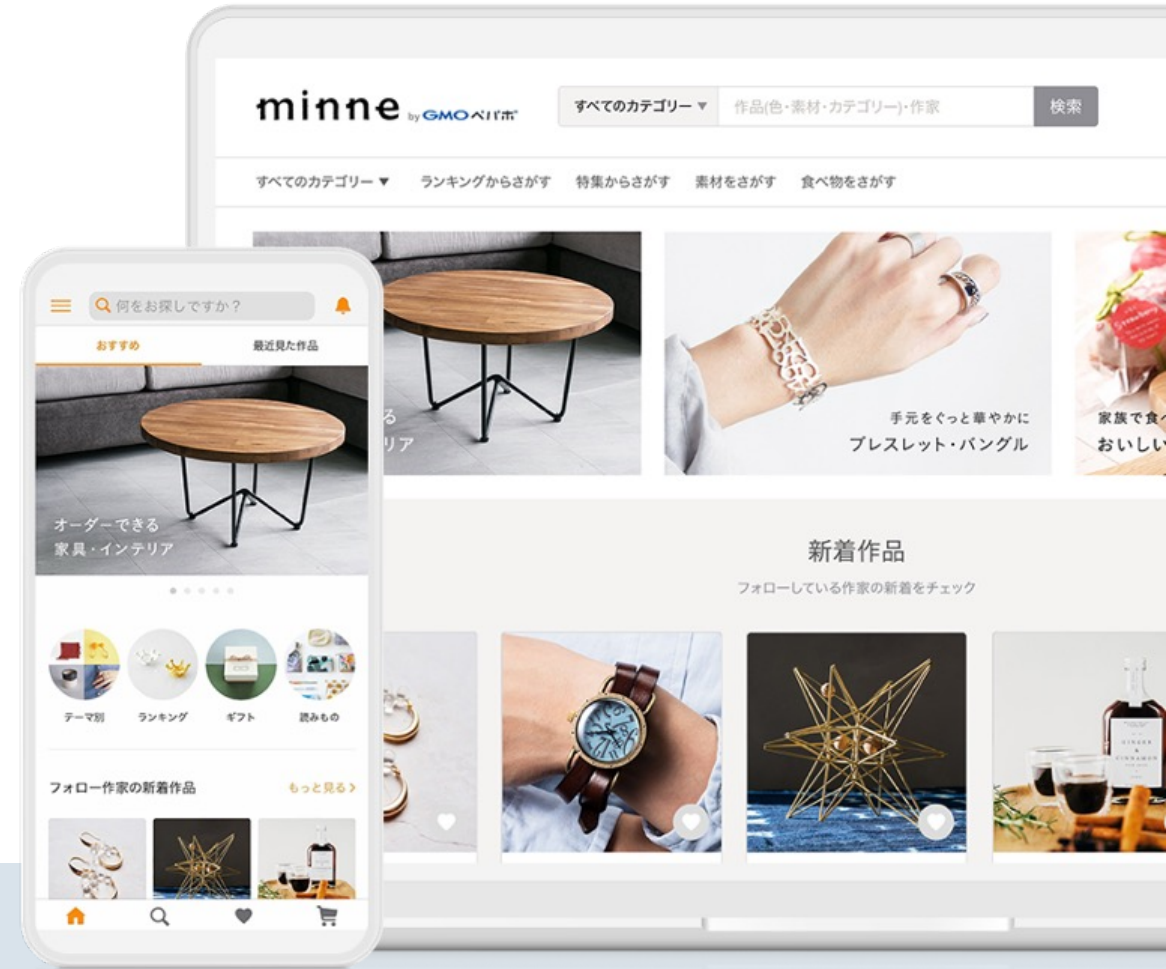 minne by GMOペパボ
すべてのカテゴリー ▼
作品(色・素材・カテゴリー)・作家
検索
すべてのカテゴリー ▼
ランキングからさがす
特集からさがす
素材をさがす
食べ物をさがす
る
リア
手元をぐっと華やかに
ブレスレット・バングル
家族で食べ
おいしい
新着作品
フォローしている作家の新着をチェック
GINGER
&
CINNAMON
何をお探しですか？
おすすめ
最近見た作品
オーダーできる
家具・インテリア
テーマ別
ランキング
ギフト
読みもの
フォロー作家の新着作品
もっと見る >